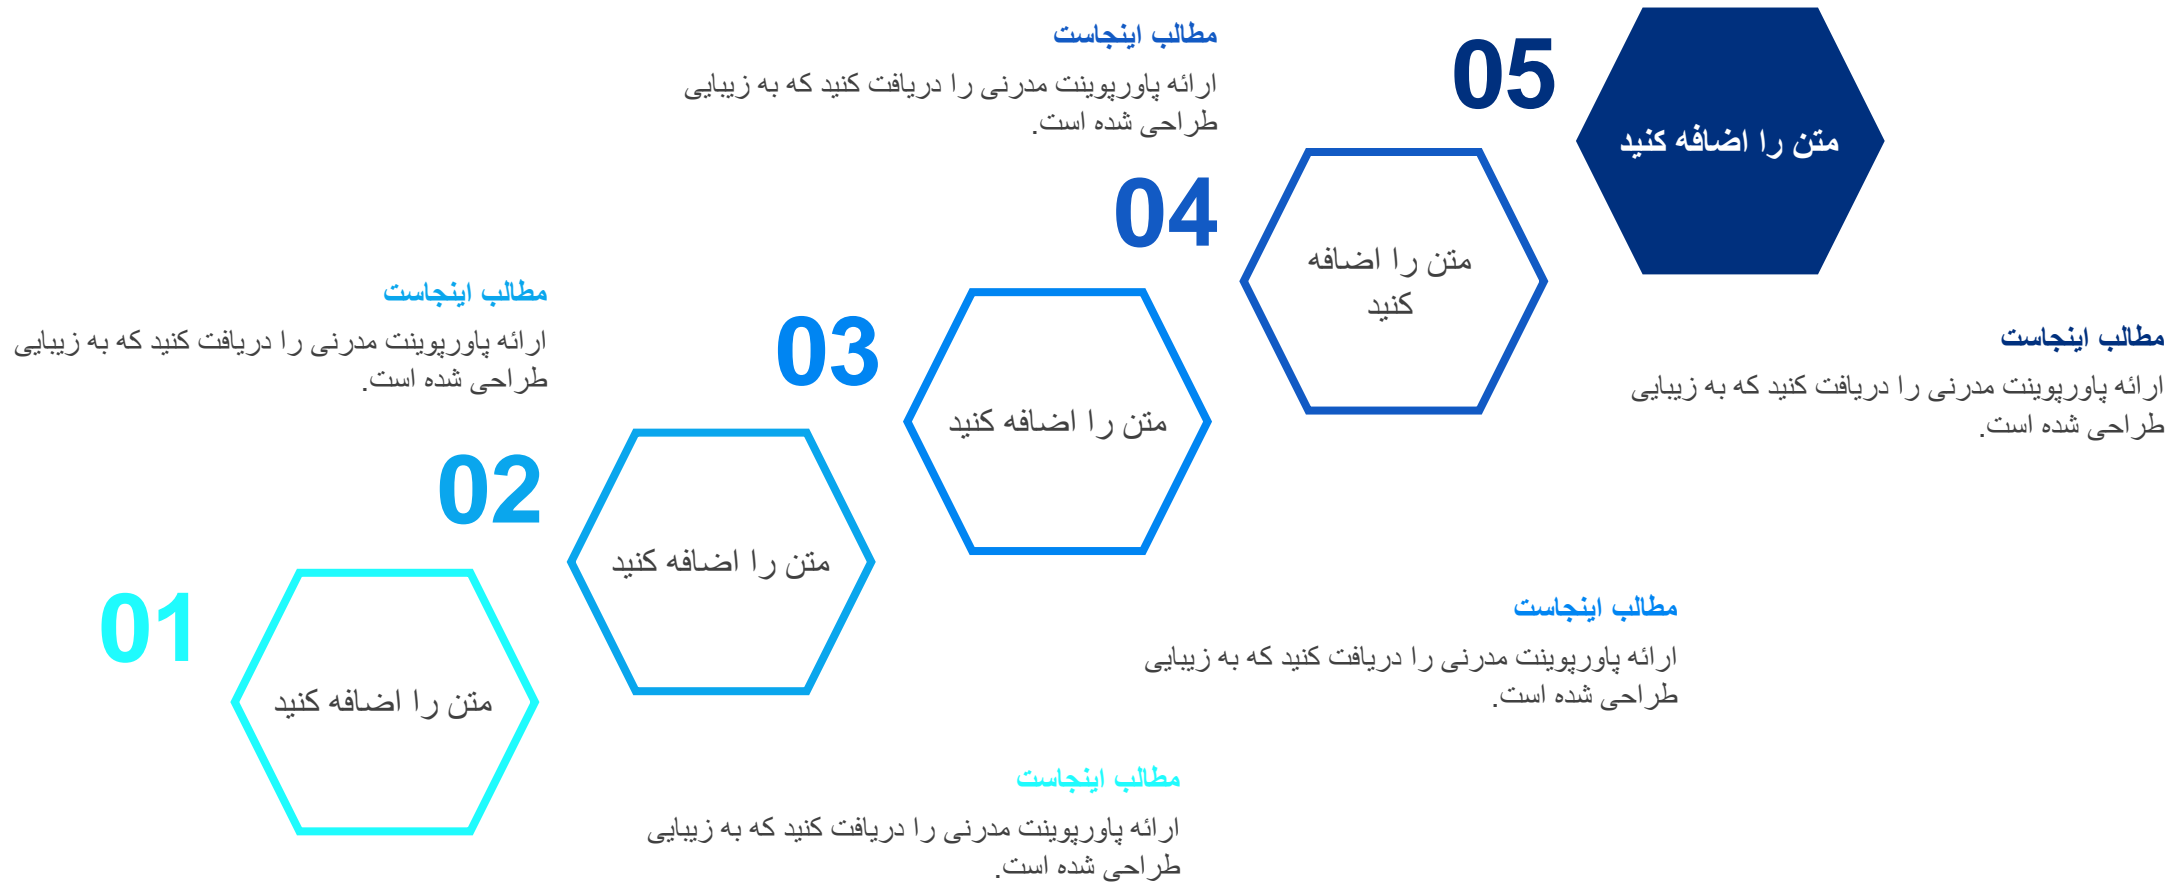 01
متن را اضافه کنید
مطالب اینجاست
ارائه پاورپوینت مدرنی را دریافت کنید که به زیبایی
طراحی شده است.
02
متن را اضافه کنید
مطالب اینجاست
ارائه پاورپوینت مدرنی را دریافت کنید که به زیبایی
طراحی شده است.
03
متن را اضافه کنید
مطالب اینجاست
ارائه پاورپوینت مدرنی را دریافت کنید که به زیبایی
طراحی شده است.
04
متن را اضافه
کنید
مطالب اینجاست
ارائه پاورپوینت مدرنی را دریافت کنید که به زیبایی
طراحی شده است.
05
متن را اضافه کنید
مطالب اینجاست
ارائه پاورپوینت مدرنی را دریافت کنید که به زیبایی
طراحی شده است.